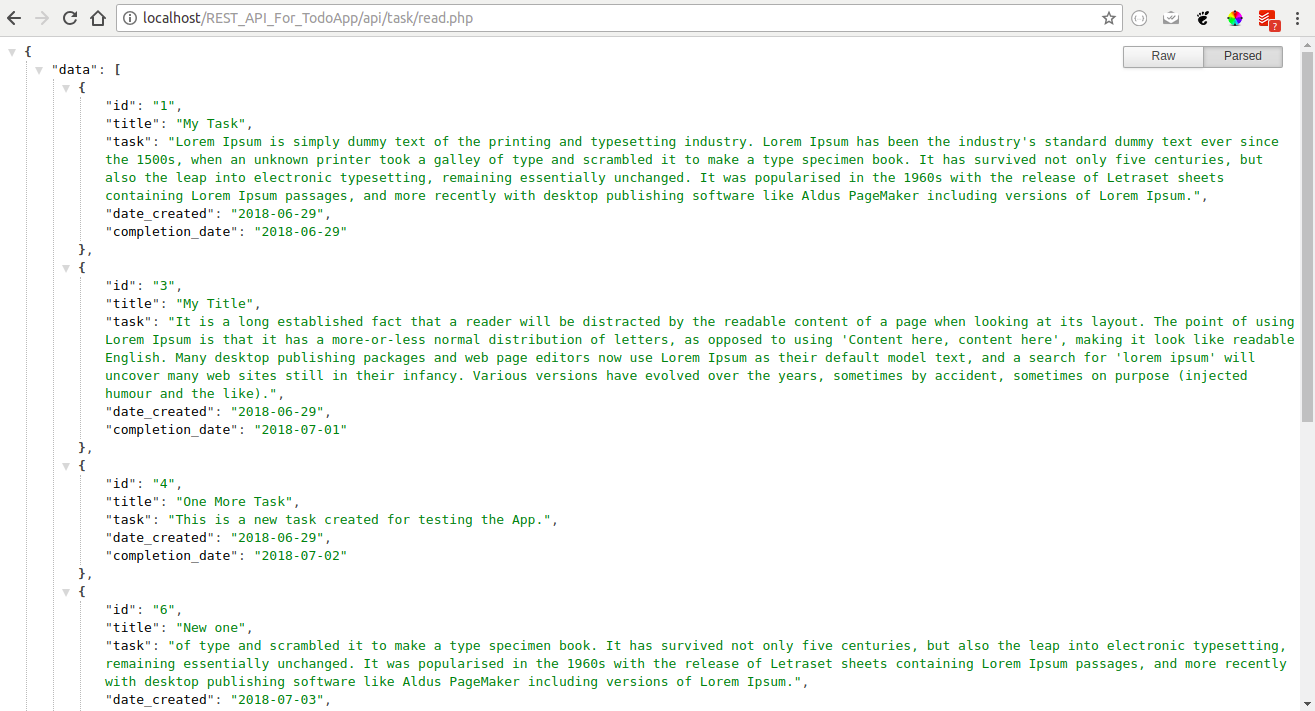 localhost/REST_API_For_TodoApp/api/task/read.php
?
Raw
Parsed
{
"data": [
{
"id": "1",
"title": "My Task",
"task": "Lorem Ipsum is simply dummy text of the printing and typesetting industry. Lorem Ipsum has been the industry's standard dummy text ever since
the 1500s, when an unknown printer took a galley of type and scrambled it to make a type specimen book. It has survived not only five centuries, but
also the leap into electronic typesetting, remaining essentially unchanged. It was popularised in the 1960s with the release of Letraset sheets
containing Lorem Ipsum passages, and more recently with desktop publishing software like Aldus PageMaker including versions of Lorem Ipsum.",
"date_created": "2018-06-29",
"completion_date": "2018-06-29"
},
{
"id": "3",
"title": "My Title",
"task": "It is a long established fact that a reader will be distracted by the readable content of a page when looking at its layout. The point of using
Lorem Ipsum is that it has a more-or-less normal distribution of letters, as opposed to using 'Content here, content here', making it look like readable
English. Many desktop publishing packages and web page editors now use Lorem Ipsum as their default model text, and a search for 'lorem ipsum' will
uncover many web sites still in their infancy. Various versions have evolved over the years, sometimes by accident, sometimes on purpose (injected
humour and the like).",
"date_created": "2018-06-29",
"completion_date": "2018-07-01"
},
{
"id": "4",
"title": "One More Task",
"task": "This is a new task created for testing the App.",
"date_created": "2018-06-29",
"completion_date": "2018-07-02"
},
{
"id": "6",
"title": "New one",
"task": "of type and scrambled it to make a type specimen book. It has survived not only five centuries, but also the leap into electronic typesetting,
remaining essentially unchanged. It was popularised in the 1960s with the release of Letraset sheets containing Lorem Ipsum passages, and more recently
with desktop publishing software like Aldus PageMaker including versions of Lorem Ipsum.",
"date_created": "2018-07-03",